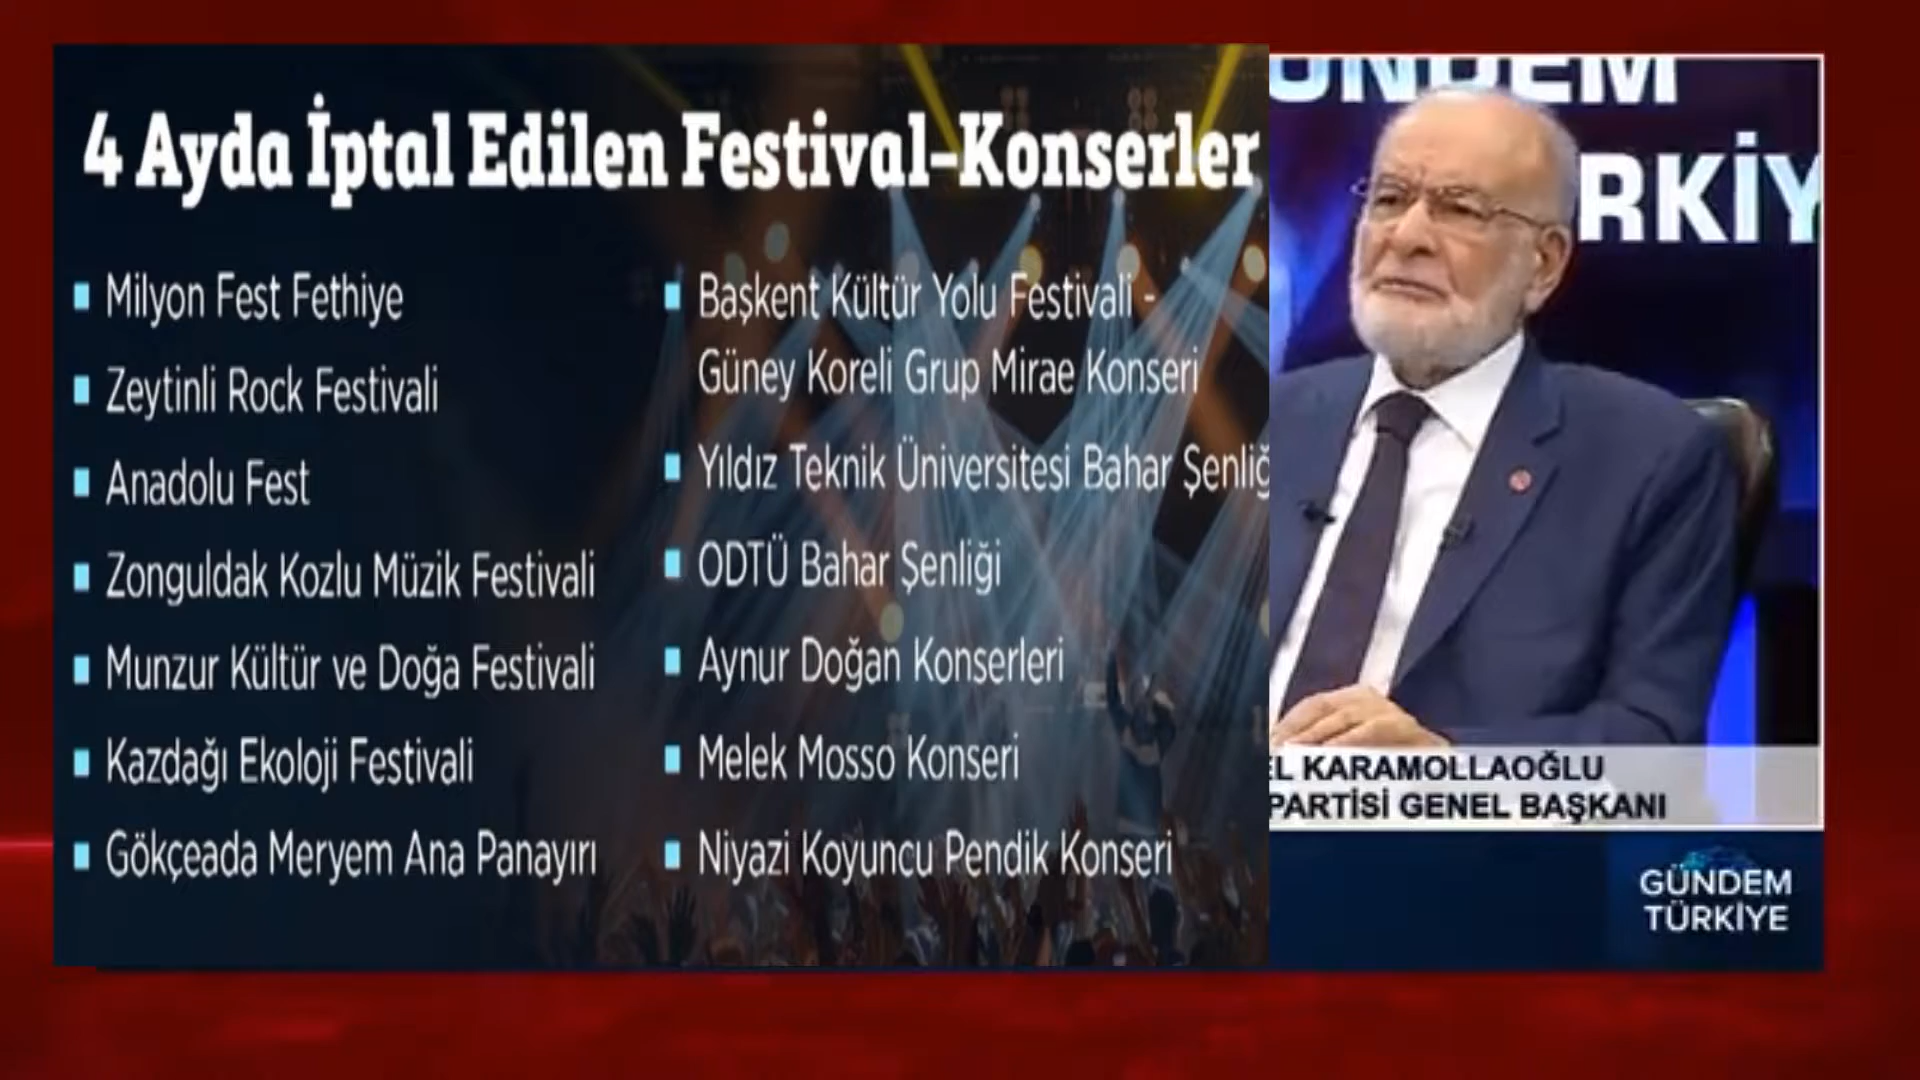 4 Ayda İptal Edilen Festival-Konserler
Milyon Fest Fethiye
Zeytinli Rock Festivali
Anadolu Fest
Zonguldak Kozlu Müzik Festivali
Munzur Kültür ve Doğa Festivali
Kazdağı Ekoloji Festivali
Gökçeada Meryem Ana Panayırı
Başkent Kültür Yolu Festivali -
Güney Koreli Grup Mirae Konseri
Yıldız Teknik Üniversitesi Bahar Şenliğ
ODTÜ Bahar Şenliği
Aynur Doğan Konserleri
Melek Mosso Konseri
Niyazi Koyuncu Pendik Konseri
ÜNDEM
RKİY
EL KARAMOLLAOĞLU
PARTİSİ GENEL BAŞKANI
GÜNDEM
TÜRKİYE